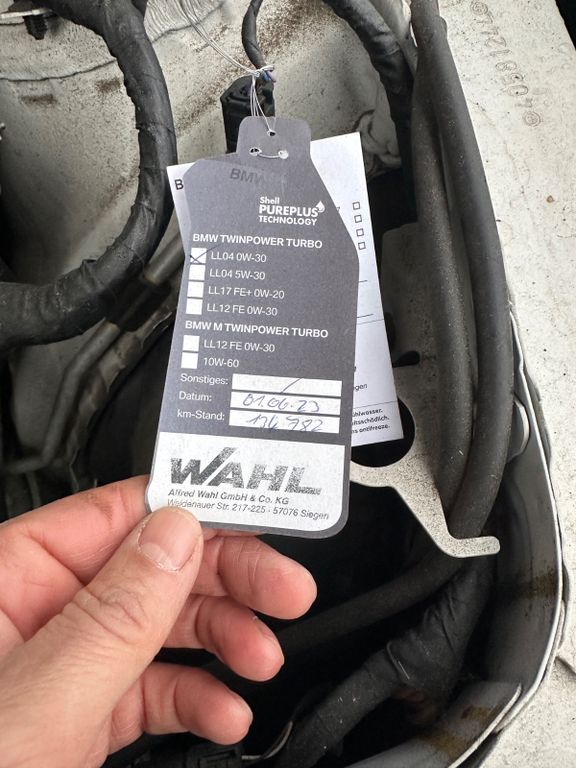 BMW
Shell
PUREPLUS
TECHNOLOGY
BMW TWINPOWER TURBO
LL04 0W-30
LL04 5W-30
LL17 FE+ 0W-20
LL12 FE 0W-30
BMW M TWINPOWER TURBO
LL12 FE 0W-30
10W-60
Sonstiges: /
Datum: 01.06.23
km-Stand: 174 782
WAHL
Alfred Wahl GmbH & Co. KG
Weidenauer Str. 217-225 · 57076 Siegen